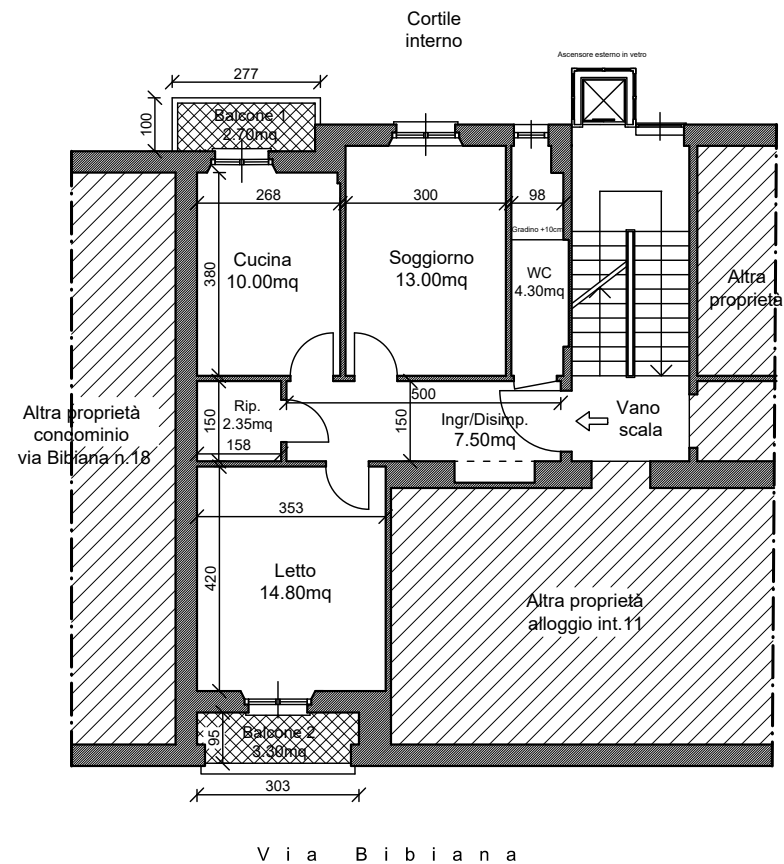 Cortile
interno
Ascensore esterno in vetro
277
100
Balcone 1
2.70mq
268
300
98
Gradino +10cm
380
Cucina
10.00mq
Soggiorno
13.00mq
WC
4.30mq
Altra
proprietà
Altra proprietà
condominio
via Bibiana n.18
150
Rip.
2.35mq
158
500
150
Ingr/Disimp.
7.50mq
Vano
scala
353
420
Letto
14.80mq
Altra proprietà
alloggio int.11
95
Balcone 2
3.30mq
303
Via Bibiana